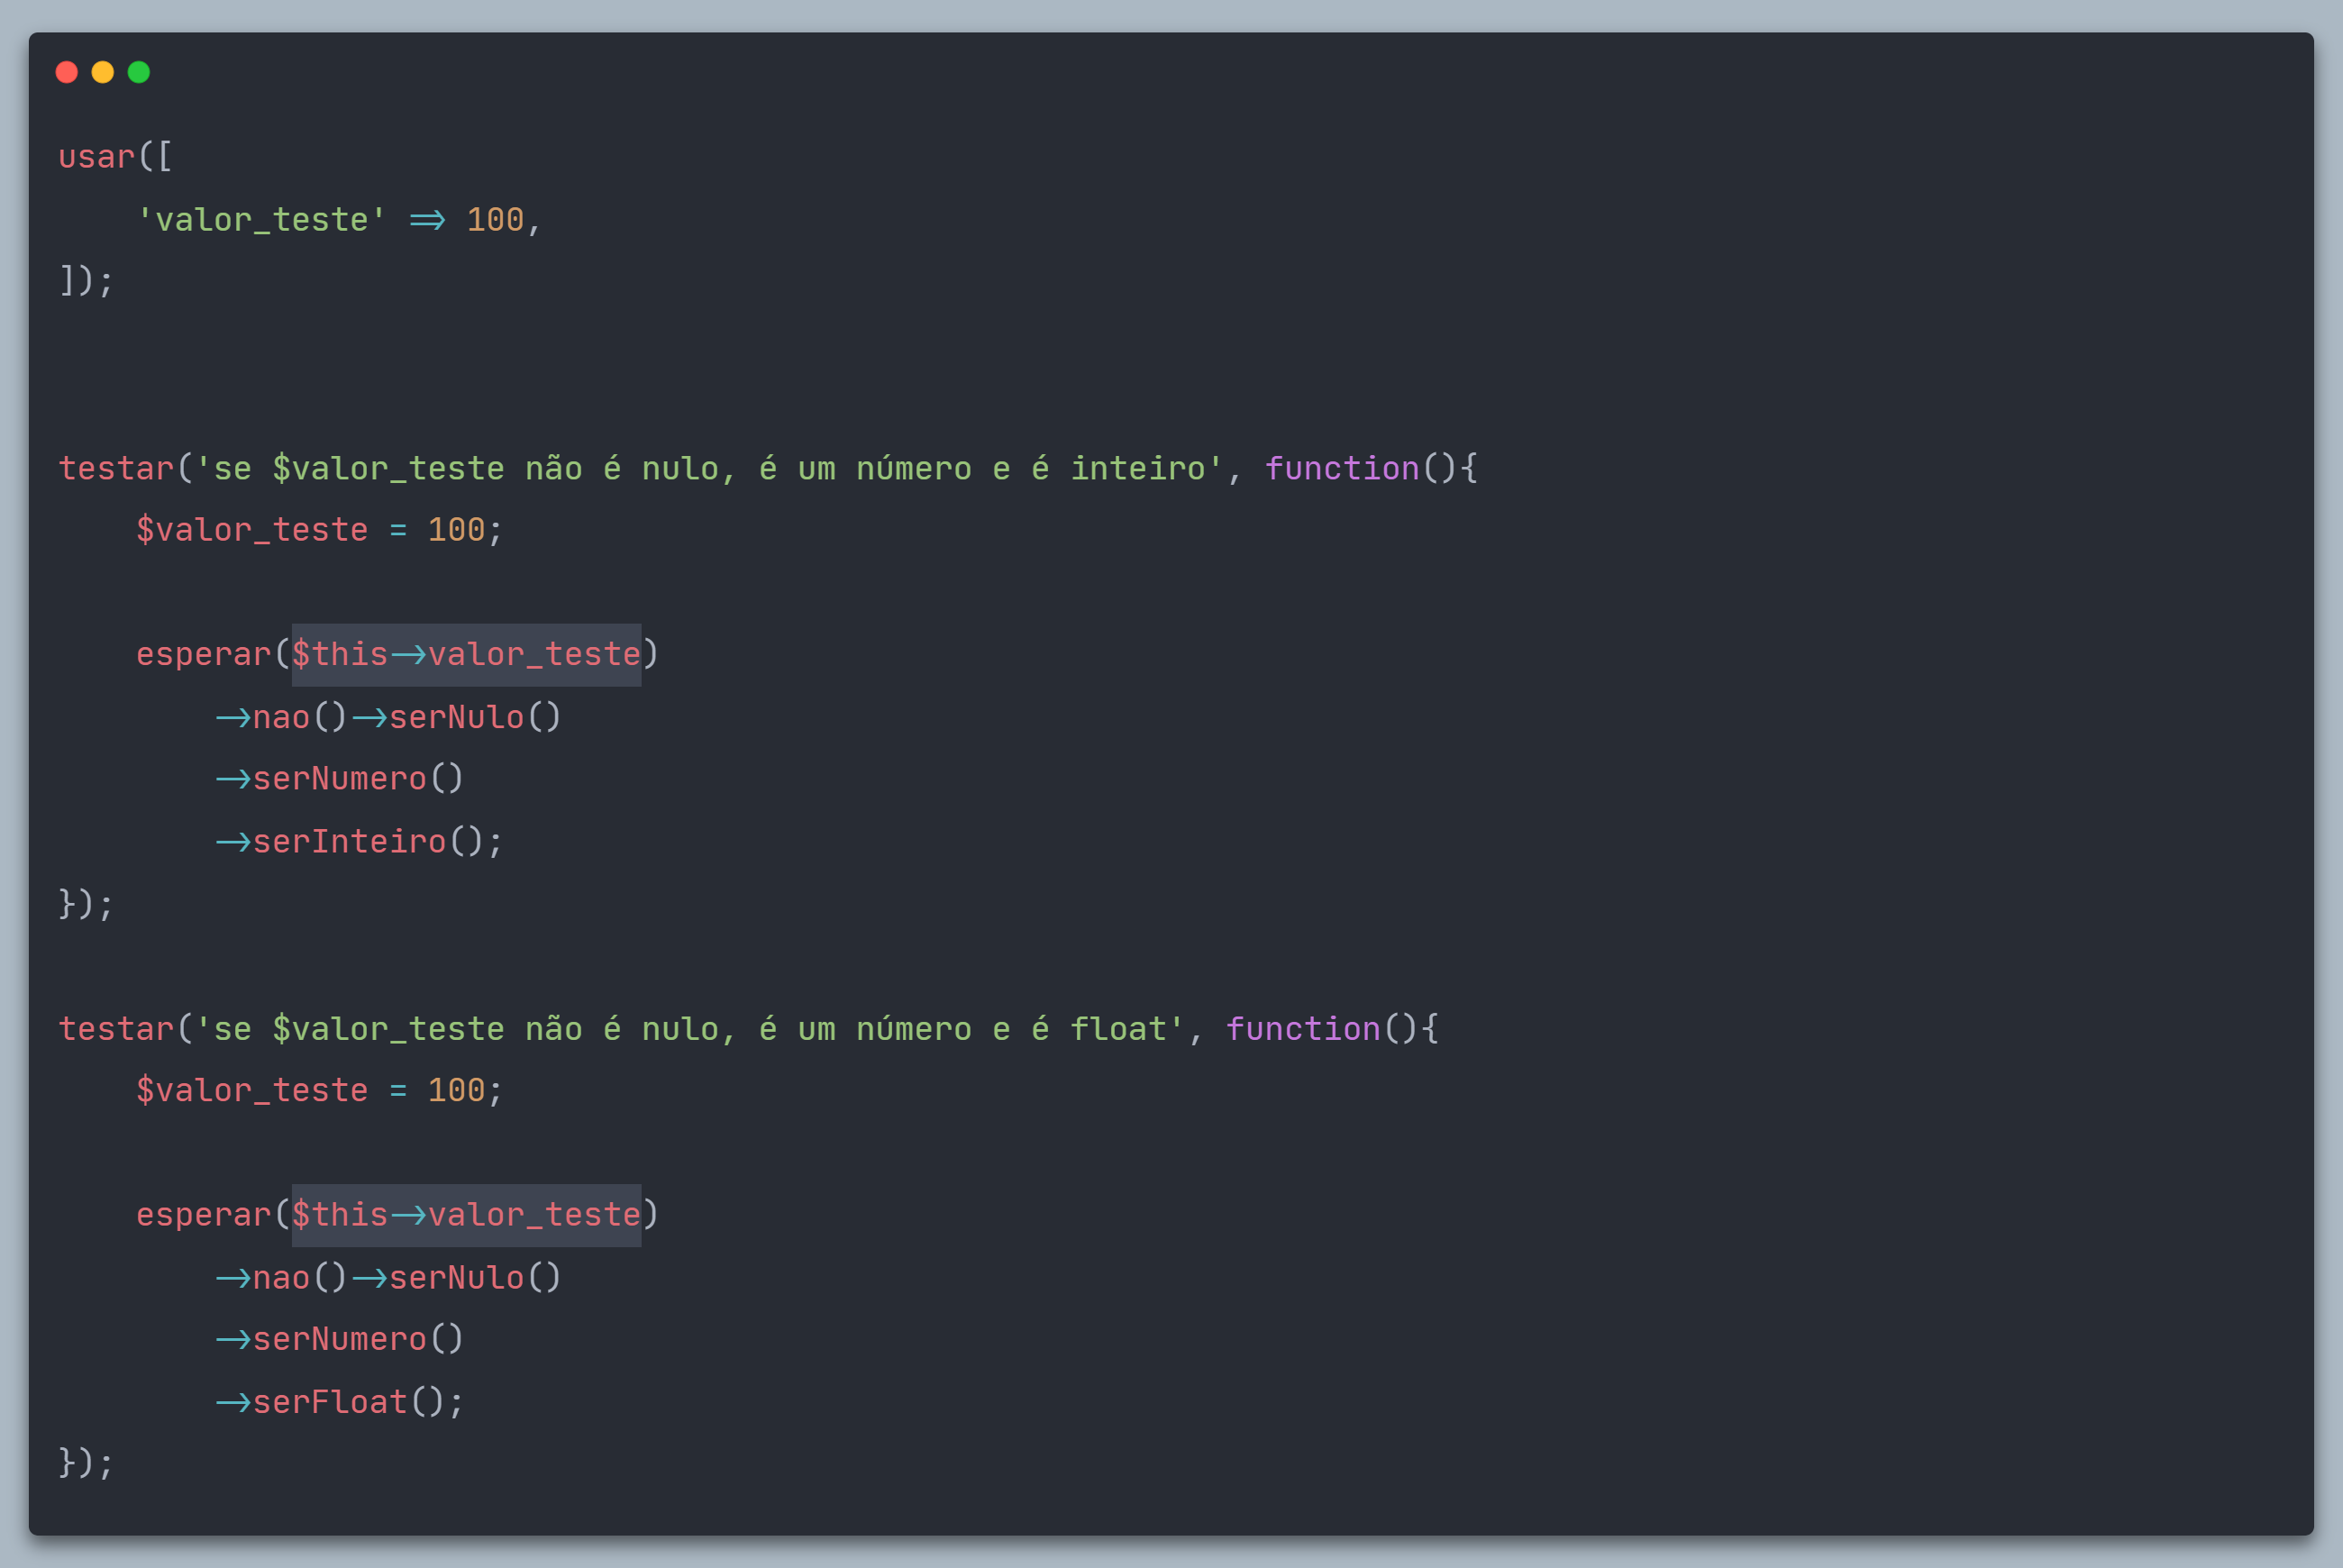 usar([
    'valor_teste' => 100,
]);
testar('se $valor_teste não é nulo, é um número e é inteiro', function(){
    $valor_teste = 100;
    esperar($this->valor_teste)
        ->nao()->serNulo()
        ->serNumero()
        ->serInteiro();
});
testar('se $valor_teste não é nulo, é um número e é float', function(){
    $valor_teste = 100;
    esperar($this->valor_teste)
        ->nao()->serNulo()
        ->serNumero()
        ->serFloat();
});